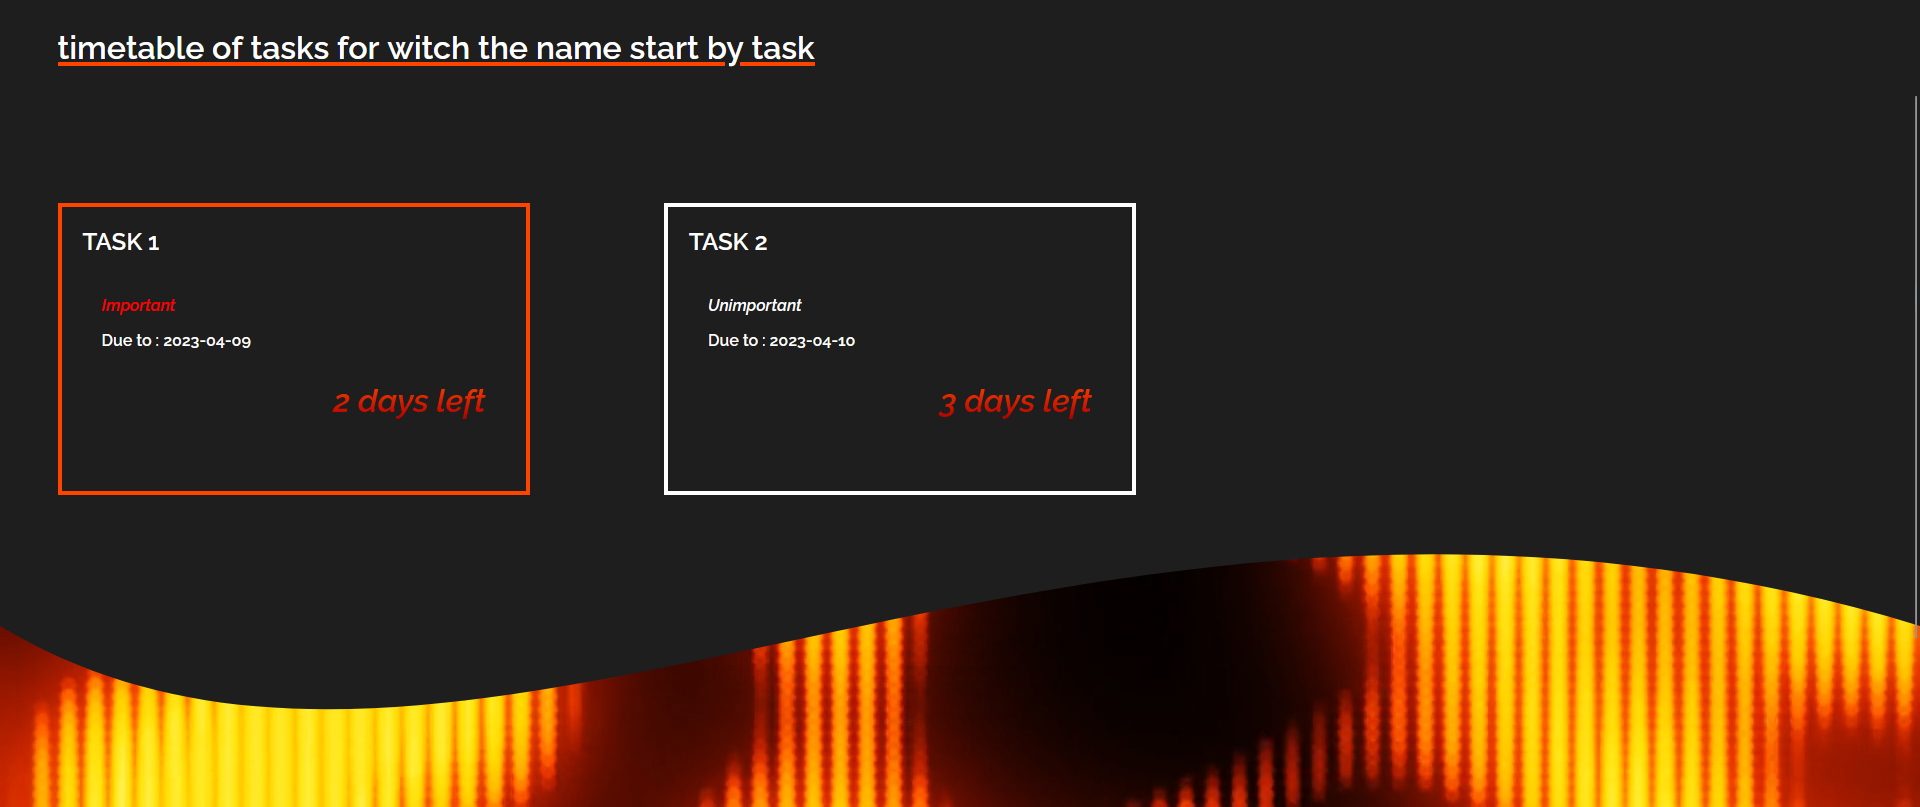 timetable of tasks for witch the name start by task
TASK 1
Important
Due to : 2023-04-09
2 days left
TASK 2
Unimportant
Due to : 2023-04-10
3 days left